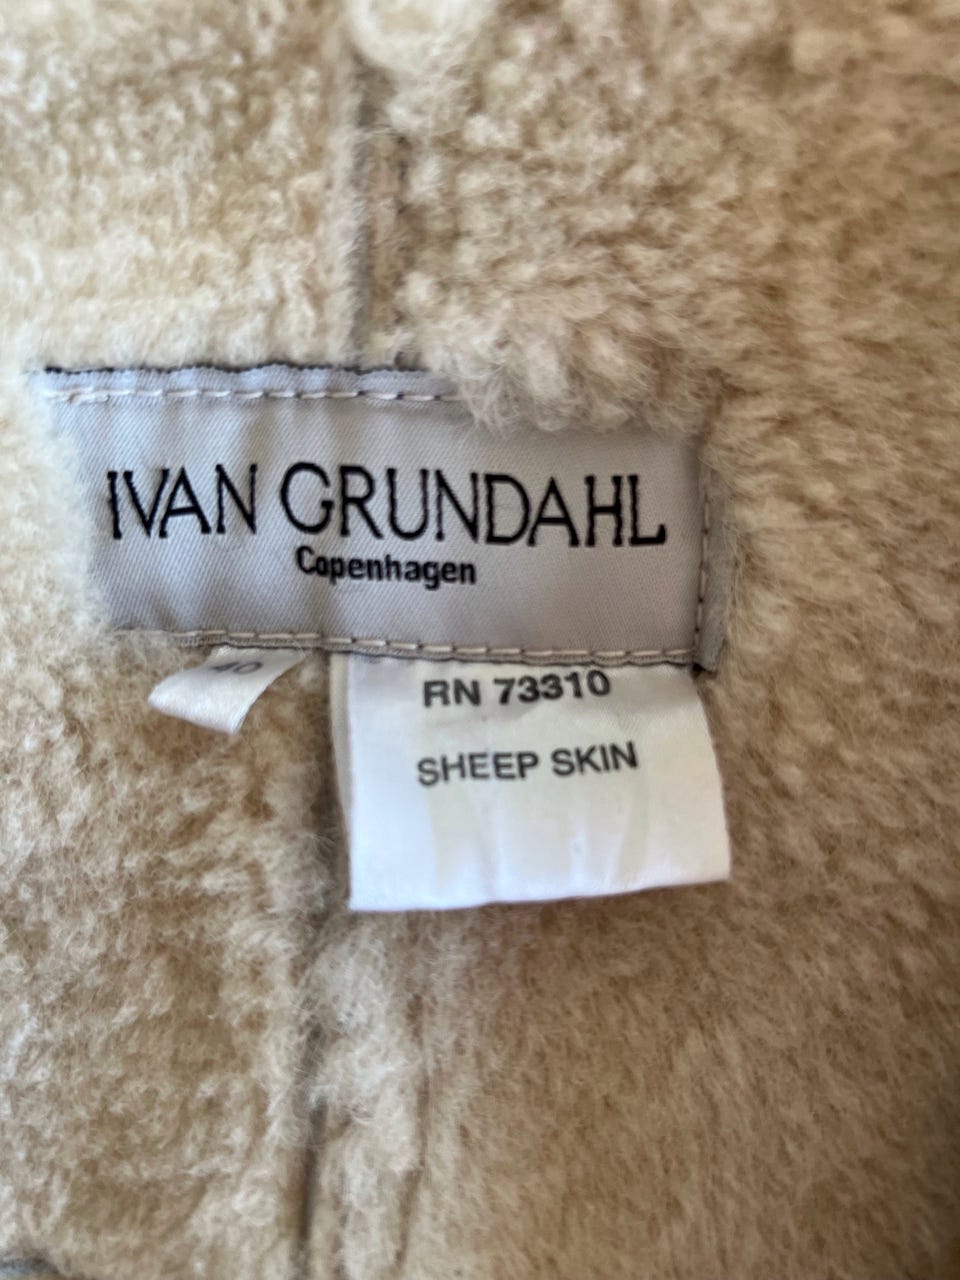 IVAN GRUNDAHL
Copenhagen
40
RN 73310
SHEEP SKIN